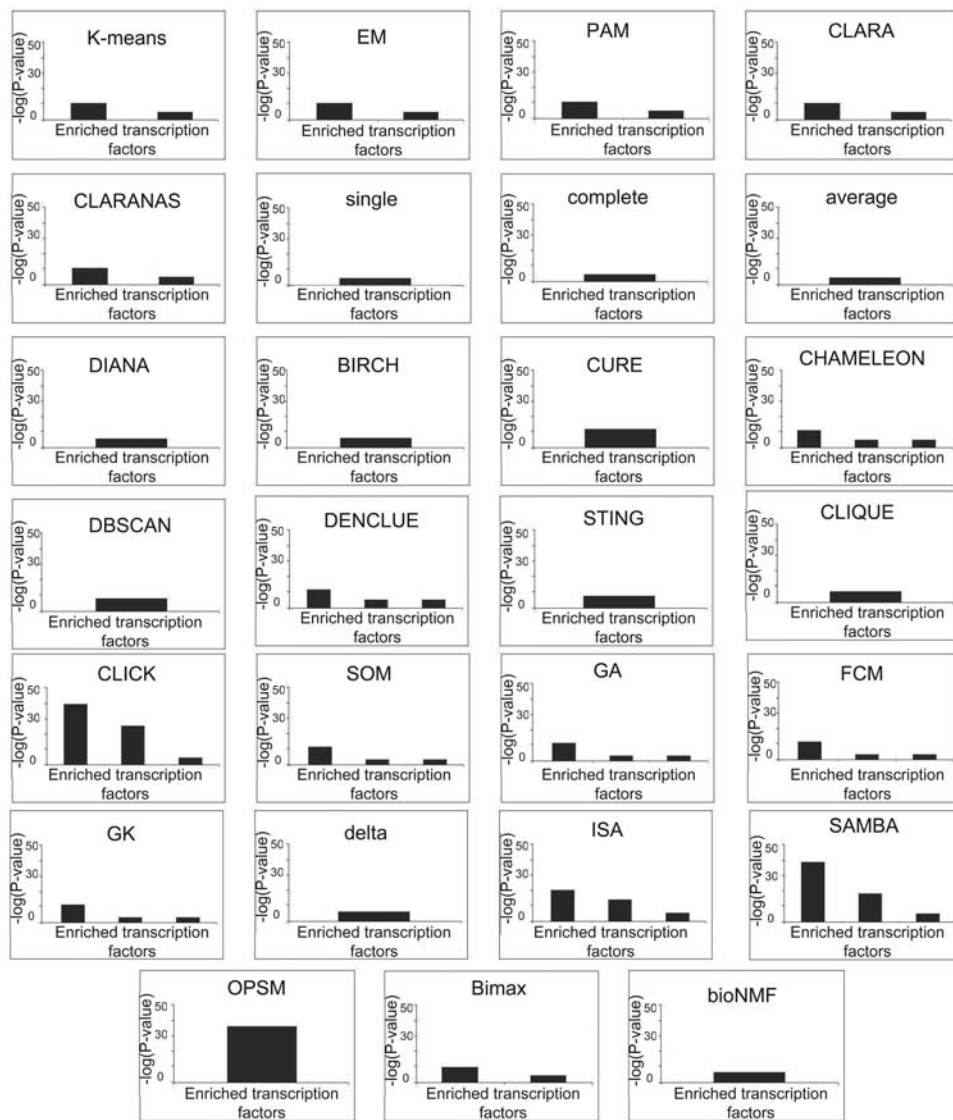 K-means
-log(P-value)
50
30
0
Enriched transcription
factors
EM
-log(P-value)
50
30
0
Enriched transcription
factors
PAM
-log(P-value)
50
30
0
Enriched transcription
factors
CLARA
-log(P-value)
50
30
0
Enriched transcription
factors
CLARANAS
-log(P-value)
50
30
0
Enriched transcription
factors
single
-log(P-value)
50
30
0
Enriched transcription
factors
complete
-log(P-value)
50
30
0
Enriched transcription
factors
average
-log(P-value)
50
30
0
Enriched transcription
factors
DIANA
-log(P-value)
50
30
0
Enriched transcription
factors
BIRCH
-log(P-value)
50
30
0
Enriched transcription
factors
CURE
-log(P-value)
50
30
0
Enriched transcription
factors
CHAMELEON
-log(P-value)
50
30
0
Enriched transcription
factors
DBSCAN
-log(P-value)
50
30
0
Enriched transcription
factors
DENCLUE
-log(P-value)
50
30
0
Enriched transcription
factors
STING
-log(P-value)
50
30
0
Enriched transcription
factors
CLIQUE
-log(P-value)
50
30
0
Enriched transcription
factors
CLICK
-log(P-value)
50
30
0
Enriched transcription
factors
SOM
-log(P-value)
50
30
0
Enriched transcription
factors
GA
-log(P-value)
50
30
0
Enriched transcription
factors
FCM
-log(P-value)
50
30
0
Enriched transcription
factors
GK
-log(P-value)
50
30
0
Enriched transcription
factors
delta
-log(P-value)
50
30
0
Enriched transcription
factors
ISA
-log(P-value)
50
30
0
Enriched transcription
factors
SAMBA
-log(P-value)
50
30
0
Enriched transcription
factors
OPSM
-log(P-value)
50
30
0
Enriched transcription
factors
Bimax
-log(P-value)
50
30
0
Enriched transcription
factors
bioNMF
-log(P-value)
50
30
0
Enriched transcription
factors